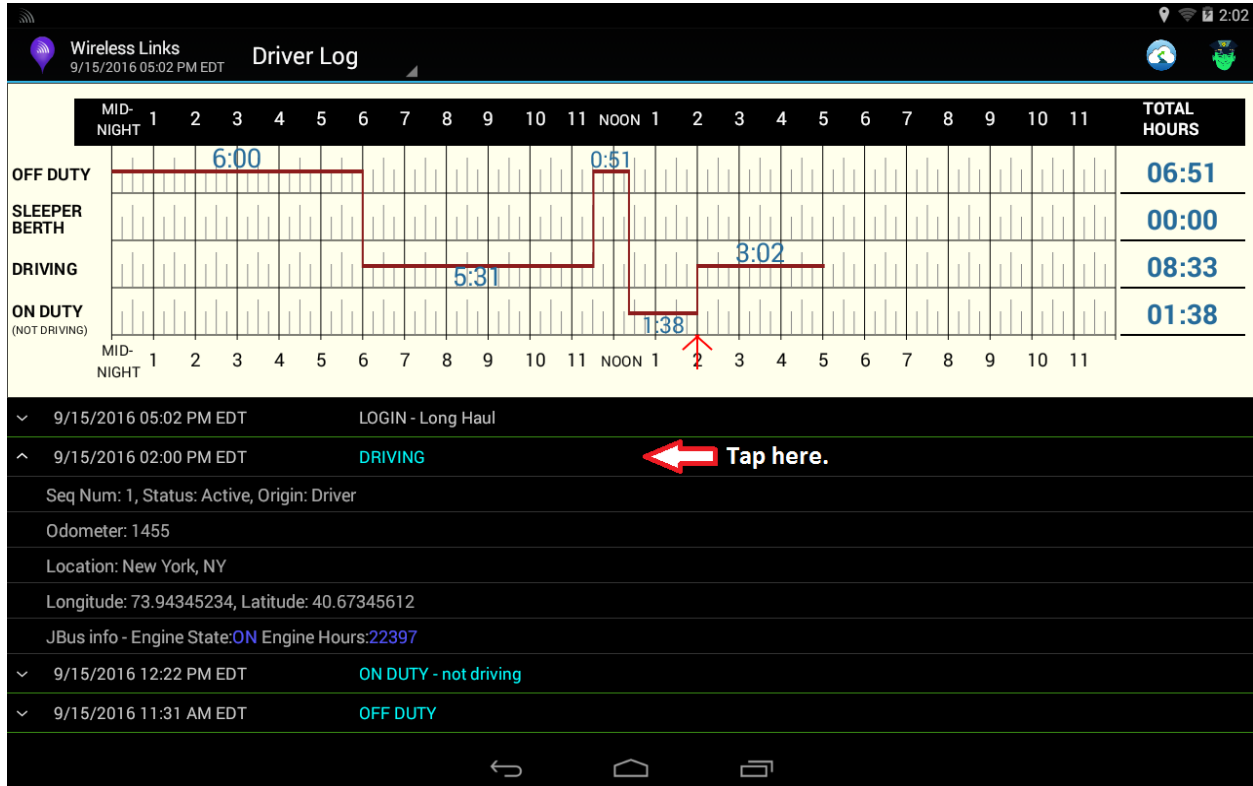 2:02
Wireless Links
9/15/2016 05:02 PM EDT
Driver Log
MID-NIGHT 1 2 3 4 5 6 7 8 9 10 11 NOON 1 2 3 4 5 6 7 8 9 10 11 TOTAL HOURS
OFF DUTY 6:00 0:51 06:51
SLEEPER BERTH 00:00
DRIVING 5:31 3:02 08:33
ON DUTY (NOT DRIVING) 1:38 01:38
MID-NIGHT 1 2 3 4 5 6 7 8 9 10 11 NOON 1 2 3 4 5 6 7 8 9 10 11
9/15/2016 05:02 PM EDT LOGIN - Long Haul
9/15/2016 02:00 PM EDT DRIVING Tap here.
Seq Num: 1, Status: Active, Origin: Driver
Odometer: 1455
Location: New York, NY
Longitude: 73.94345234, Latitude: 40.67345612
JBus info - Engine State:ON Engine Hours:22397
9/15/2016 12:22 PM EDT ON DUTY - not driving
9/15/2016 11:31 AM EDT OFF DUTY